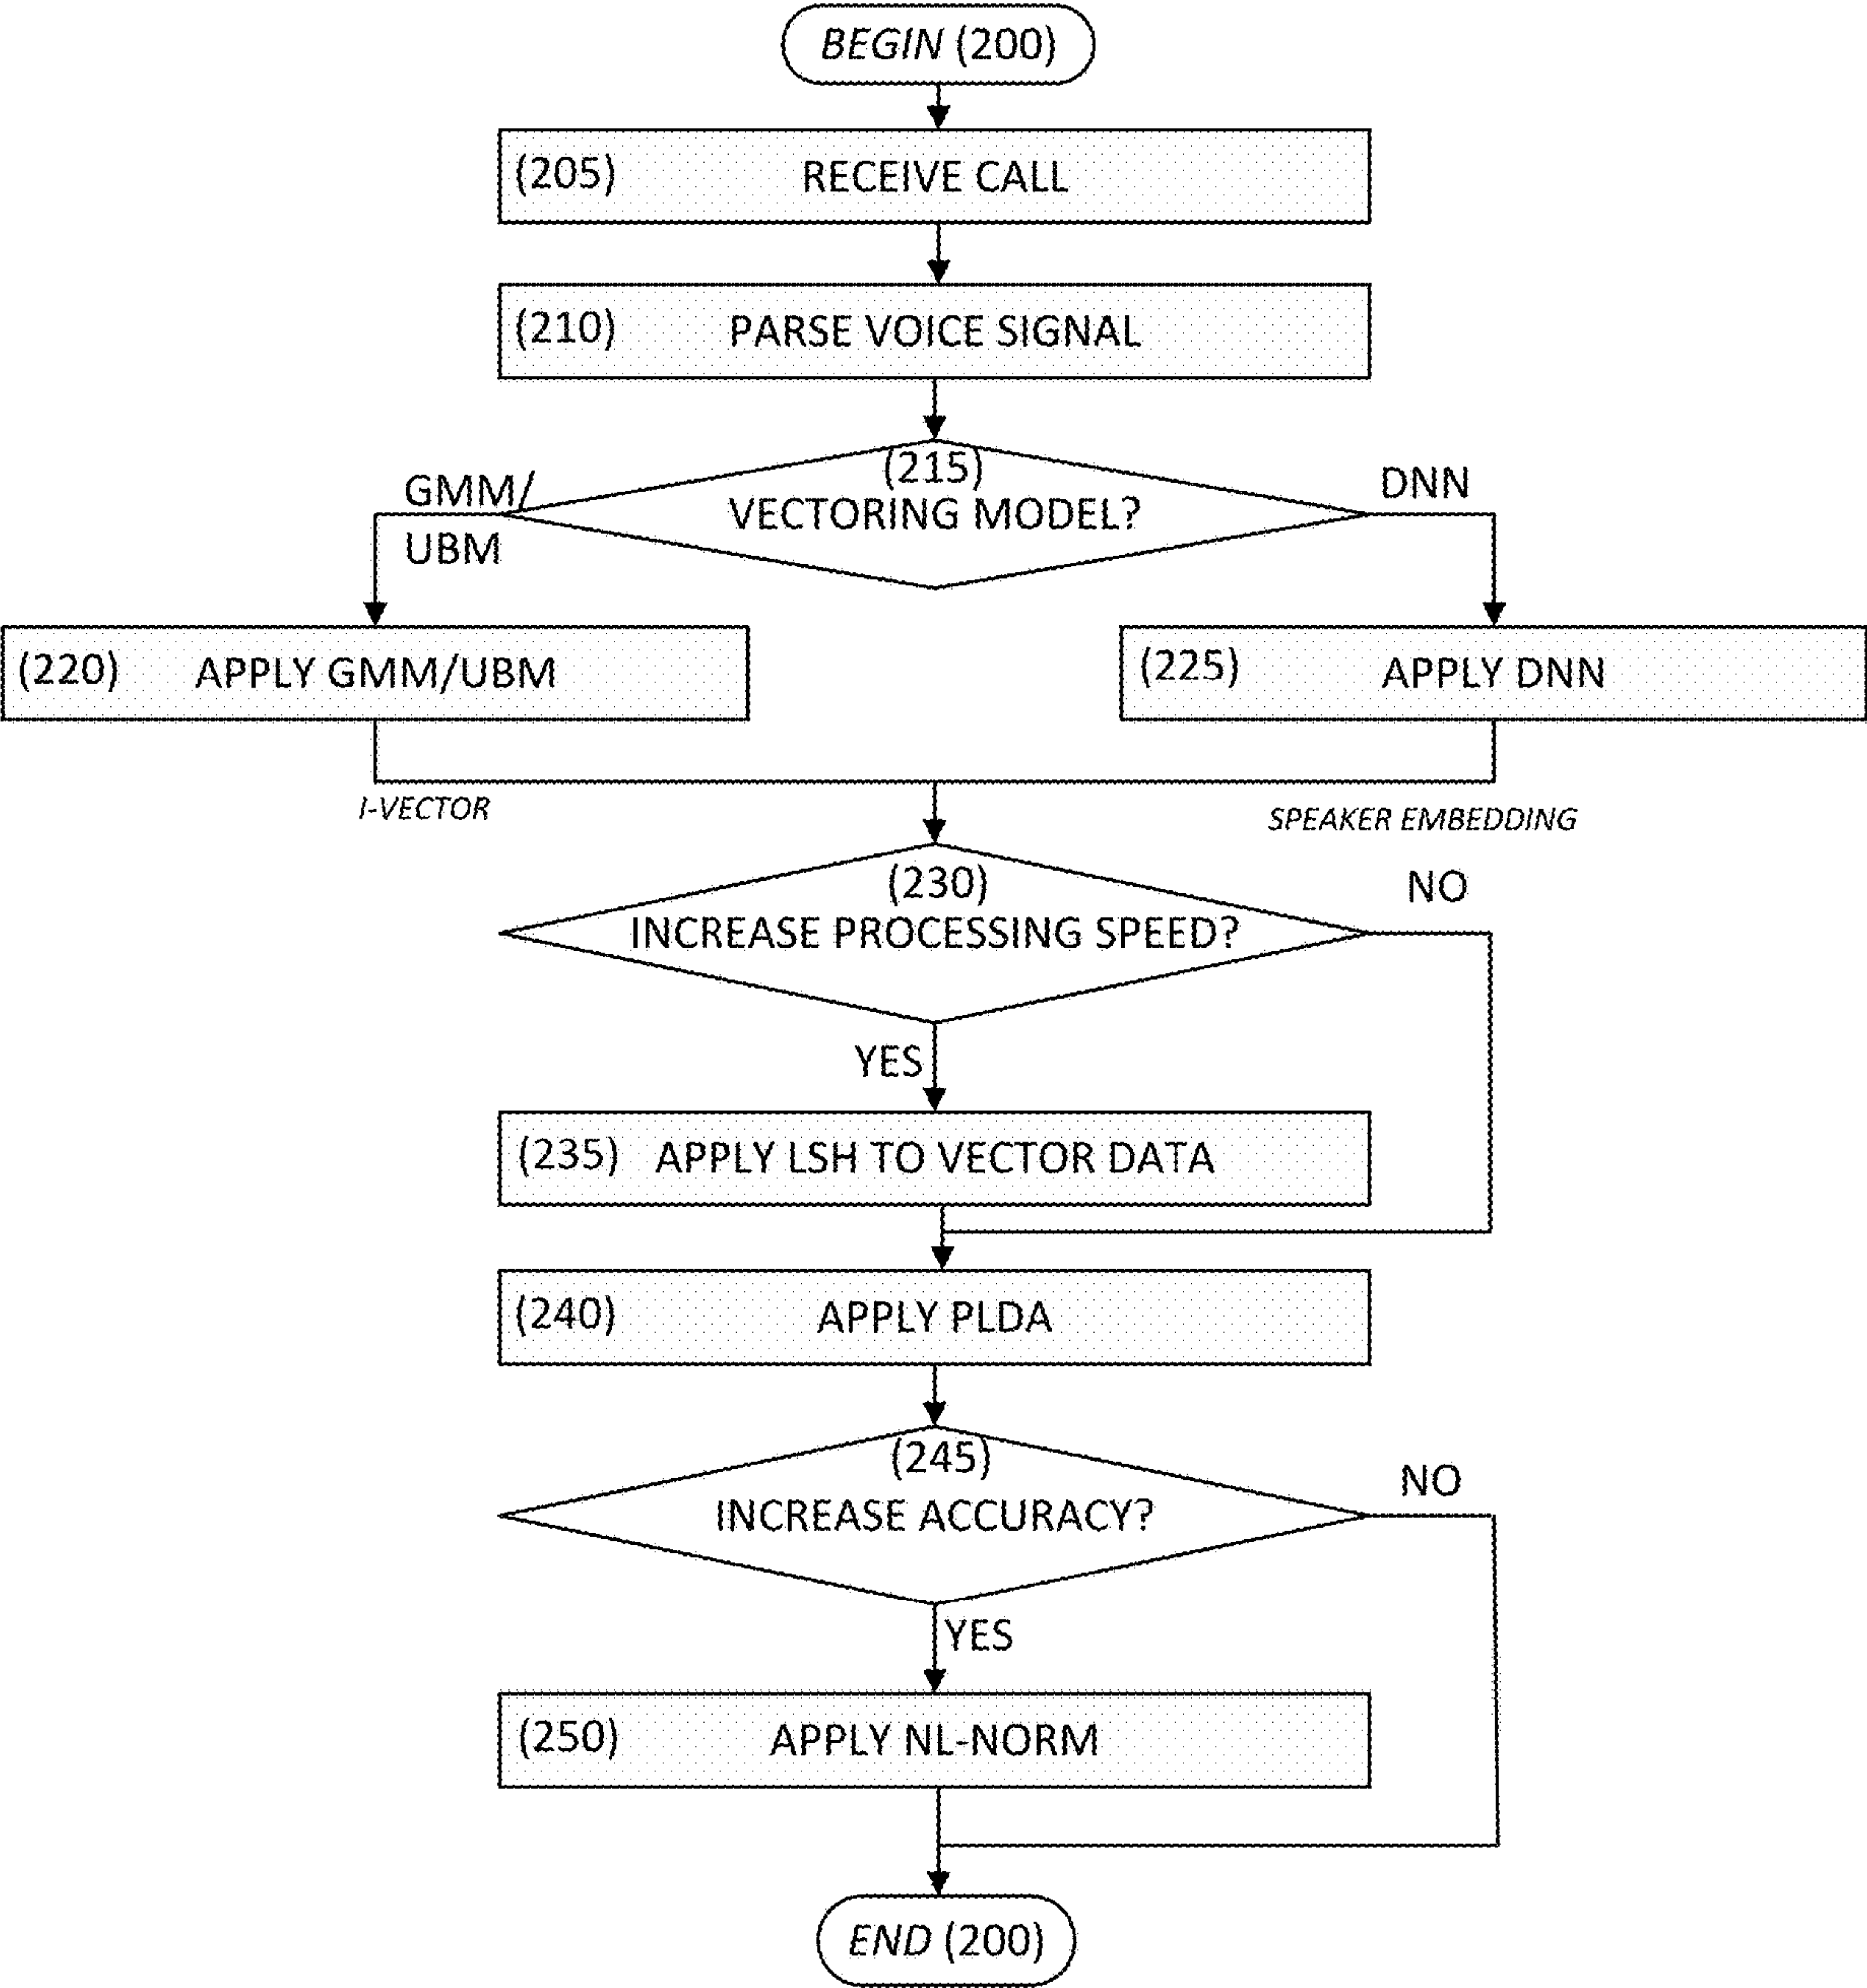 BEGIN (200)
(205) RECEIVE CALL
(210) PARSE VOICE SIGNAL
(215)
VECTORING MODEL?
GMM/
UBM
DNN
(220) APPLY GMM/UBM
(225) APPLY DNN
I-VECTOR
SPEAKER EMBEDDING
(230)
INCREASE PROCESSING SPEED?
NO
YES
(235) APPLY LSH TO VECTOR DATA
(240) APPLY PLDA
(245)
INCREASE ACCURACY?
NO
YES
(250) APPLY NL-NORM
END (200)